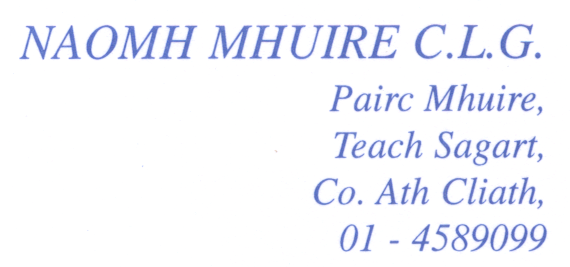 NAOMH MHUIRE C.L.G.
Pairc Mhuire,
Teach Sagart,
Co. Ath Cliath,
01 - 4589099